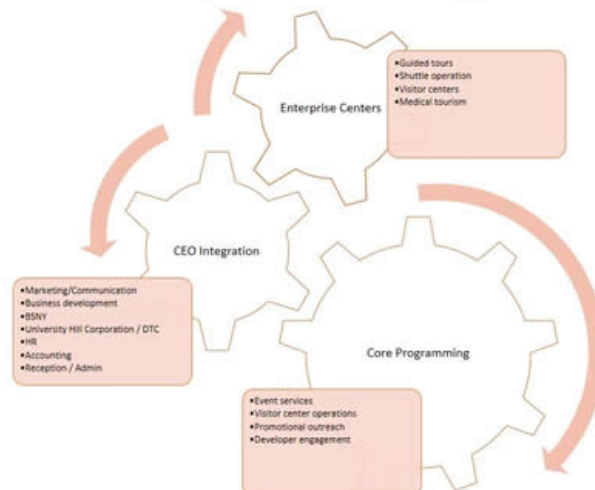 Enterprise Centers
•Guided tours
•Shuttle operation
•Visitor centers
•Medical tourism
CEO Integration
•Marketing/Communication
•Business development
•BSNY
•University Hill Corporation / DTC
•HR
•Accounting
•Reception / Admin
Core Programming
•Event services
•Visitor center operations
•Promotional outreach
•Developer engagement